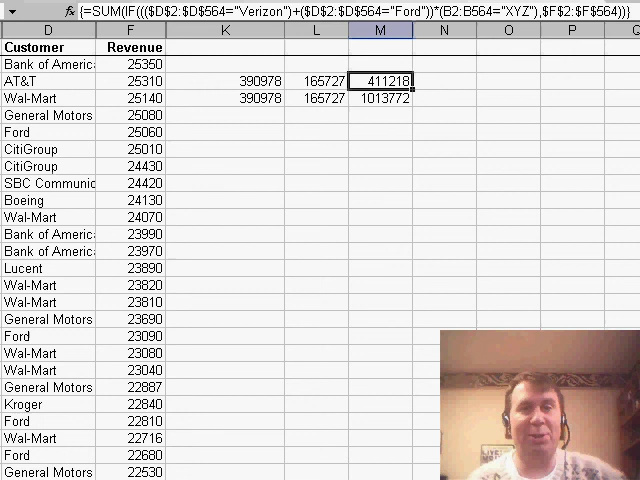 fx {=SUM(IF((($D$2:$D$564="Verizon")+($D$2:$D$564="Ford"))*(B2:B564="XYZ"),$F$2:$F$564))}
D F K L M N O P Q
Customer Revenue
Bank of Americ 25350
AT&T 25310 390978 165727 411218
Wal-Mart 25140 390978 165727 1013772
General Motors 25080
Ford 25060
CitiGroup 25010
CitiGroup 24430
SBC Communic 24420
Boeing 24130
Wal-Mart 24070
Bank of Americ 23990
Bank of Americ 23970
Lucent 23890
Wal-Mart 23820
Wal-Mart 23810
General Motors 23690
Ford 23090
Wal-Mart 23080
Wal-Mart 23040
General Motors 22887
Kroger 22840
Ford 22810
Wal-Mart 22716
Ford 22680
General Motors 22530